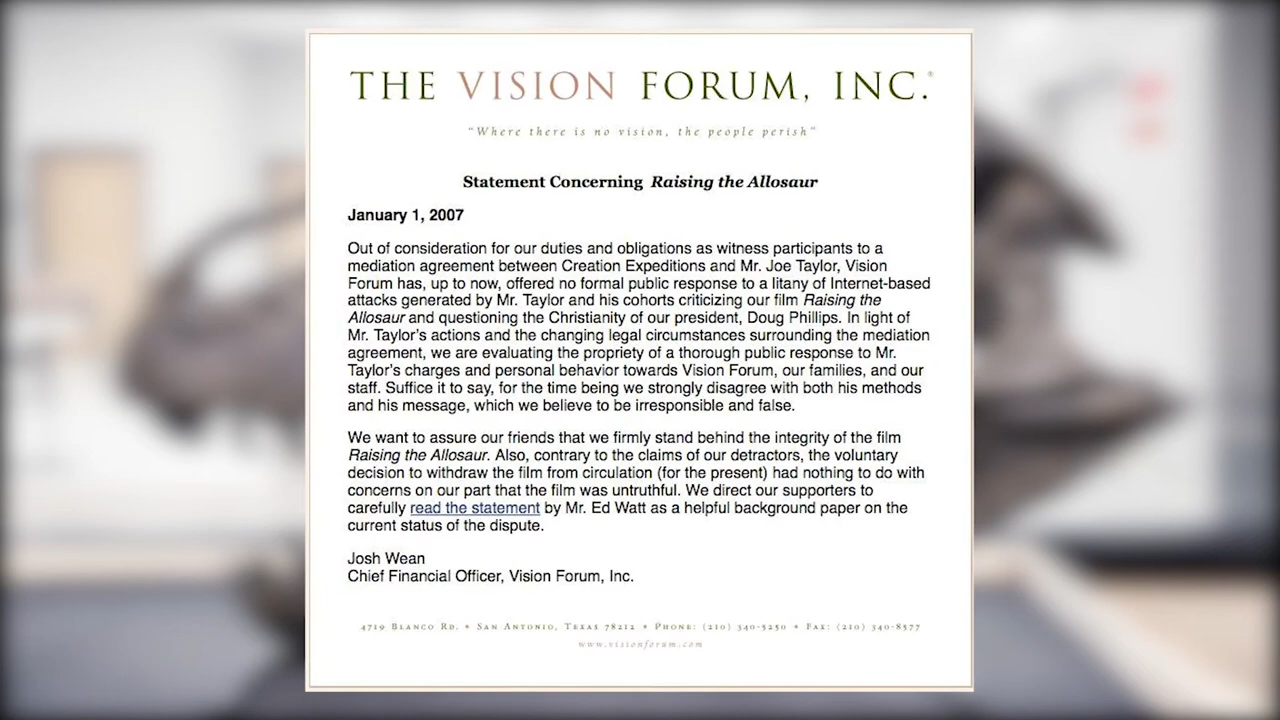 THE VISION FORUM, INC.®
"Where there is no vision, the people perish"
Statement Concerning Raising the Allosaur
January 1, 2007
Out of consideration for our duties and obligations as witness participants to a
mediation agreement between Creation Expeditions and Mr. Joe Taylor, Vision
Forum has, up to now, offered no formal public response to a litany of Internet-based
attacks generated by Mr. Taylor and his cohorts criticizing our film Raising the
Allosaur and questioning the Christianity of our president, Doug Phillips. In light of
Mr. Taylor's actions and the changing legal circumstances surrounding the mediation
agreement, we are evaluating the propriety of a thorough public response to Mr.
Taylor's charges and personal behavior towards Vision Forum, our families, and our
staff. Suffice it to say, for the time being we strongly disagree with both his methods
and his message, which we believe to be irresponsible and false.
We want to assure our friends that we firmly stand behind the integrity of the film
Raising the Allosaur. Also, contrary to the claims of our detractors, the voluntary
decision to withdraw the film from circulation (for the present) had nothing to do with
concerns on our part that the film was untruthful. We direct our supporters to
carefully read the statement by Mr. Ed Watt as a helpful background paper on the
current status of the dispute.
Josh Wean
Chief Financial Officer, Vision Forum, Inc.
4719 Blanco Rd. * San Antonio, Texas 78212 * Phone: (210) 340-5250 * Fax: (210) 340-8577
www.visionforum.com